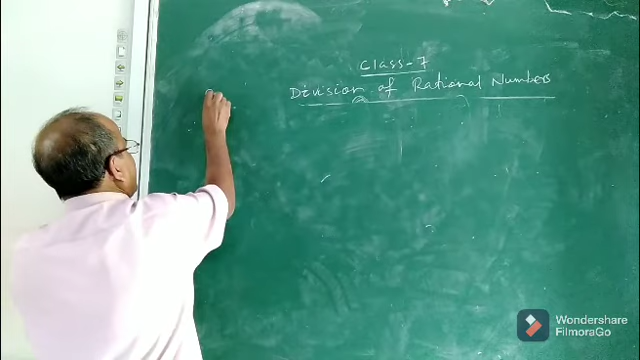 Class-7
Division of Rational Numbers
Wondershare
FilmoraGo